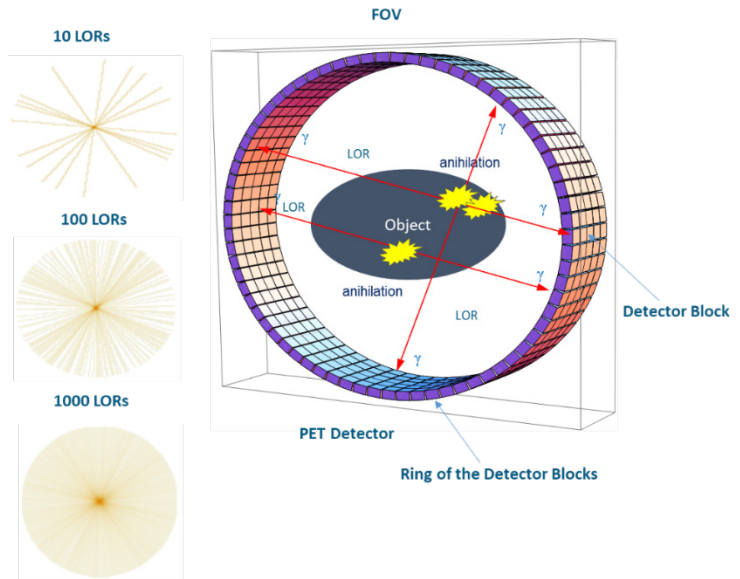 FOV
10 LORs
100 LORs
1000 LORs
γ
LOR
anihilation
γ
γ
LOR
Object
γ
anihilation
γ
LOR
γ
Detector Block
PET Detector
Ring of the Detector Blocks